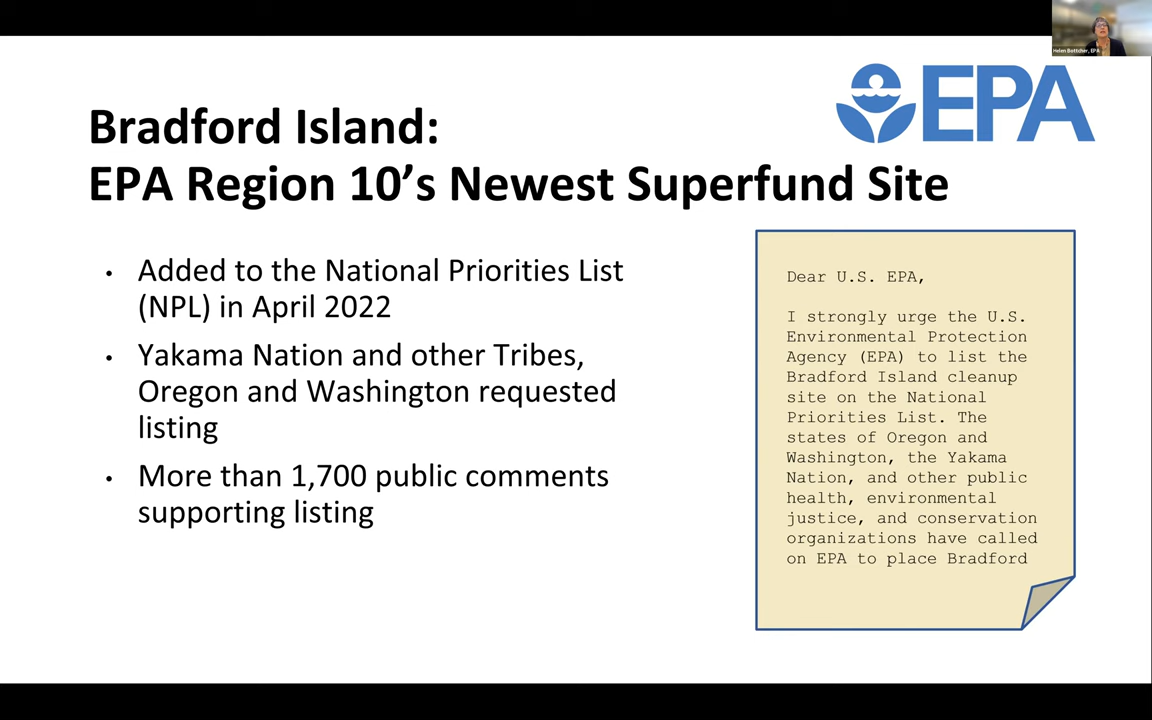 Helen Bottcher, EPA
EPA
Bradford Island:
EPA Region 10’s Newest Superfund Site
• Added to the National Priorities List
(NPL) in April 2022
• Yakama Nation and other Tribes,
Oregon and Washington requested
listing
• More than 1,700 public comments
supporting listing
Dear U.S. EPA,
I strongly urge the U.S.
Environmental Protection
Agency (EPA) to list the
Bradford Island cleanup
site on the National
Priorities List. The
states of Oregon and
Washington, the Yakama
Nation, and other public
health, environmental
justice, and conservation
organizations have called
on EPA to place Bradford